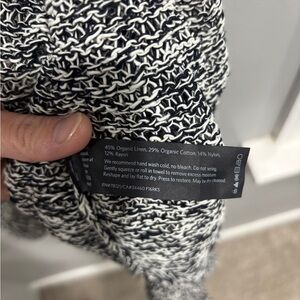 45% Organic Linen, 29% Organic Cotton, 14% Nylon,
12% Rayon
We recommend hand wash cold, no bleach. Do not wring.
Gently squeeze or roll in towel to remove excess moisture.
Reshape and lay flat to dry. Press to restore. May be dry